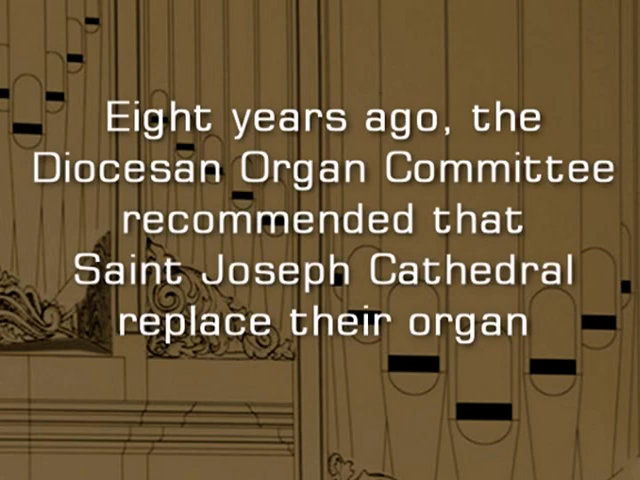 Eight years ago, the
Diocesan Organ Committee
recommended that
Saint Joseph Cathedral
replace their organ